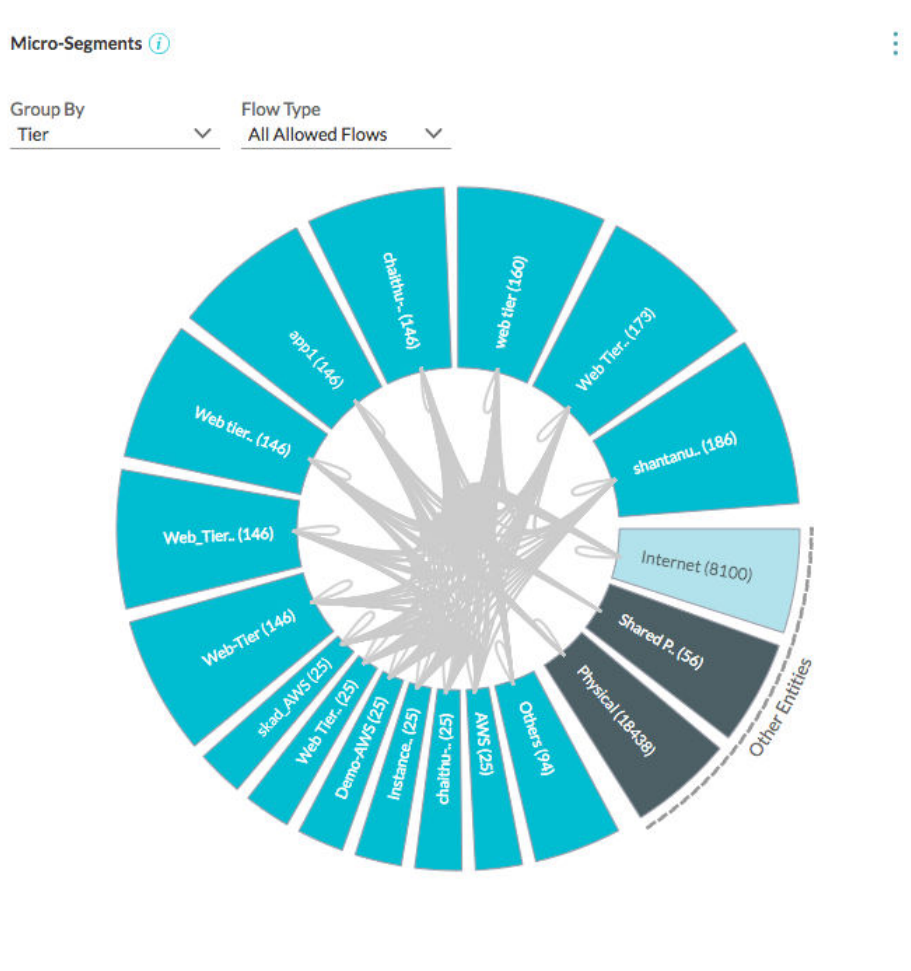 Micro-Segments i
Group By
Tier
Flow Type
All Allowed Flows
web tier (160)
Web Tier.. (173)
shantanu.. (186)
Internet (8100)
Shared P.. (56)
Physical (18438)
Other Entities
Others (94)
AWS (25)
chaithu-.. (25)
Instance.. (25)
Demo-AWS (25)
Web Tier.. (25)
skad_AWS (25)
Web-Tier (146)
Web_Tier.. (146)
Web tier.. (146)
app1 (146)
chaithu-.. (146)